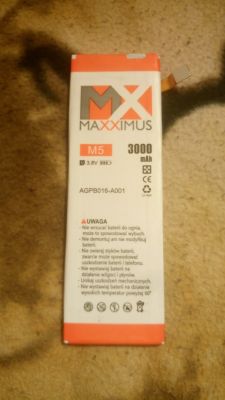 MX
MAXXIMUS
M5
3000
mAh
3.8V
AGPB016-A001
UWAGA
- Nie wrzucać baterii do ognia,
może to spowodować wybuch.
- Nie demontuj ani nie modyfikuj
baterii.
- Nie zwieraj styków baterii,
zwarcie może spowodować
uszkodzenie baterii i telefonu.
- Nie wystawiaj baterii na
działanie wilgoci i płynów.
- Unikaj uszkodzeń mechanicznych.
- Nie wystawiaj baterii na działanie
wysokich temperatur powyżej 60°